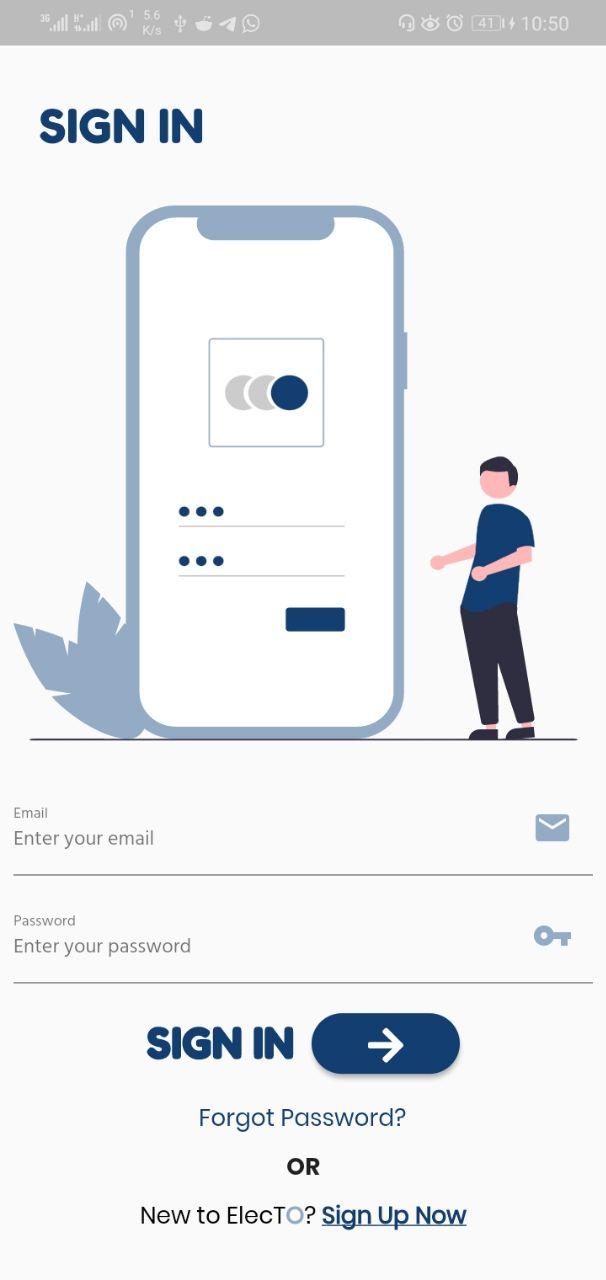 3G H+ 1 5.6 K/s 41 10:50
SIGN IN
Email
Enter your email
Password
Enter your password
SIGN IN
Forgot Password?
OR
New to ElecTO? Sign Up Now